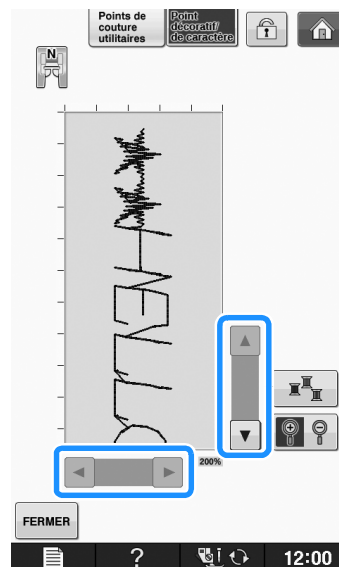 Points de
couture
utilitaires
Point
décoratif/
de caractère
N
HELLO
200%
FERMER
?
12:00